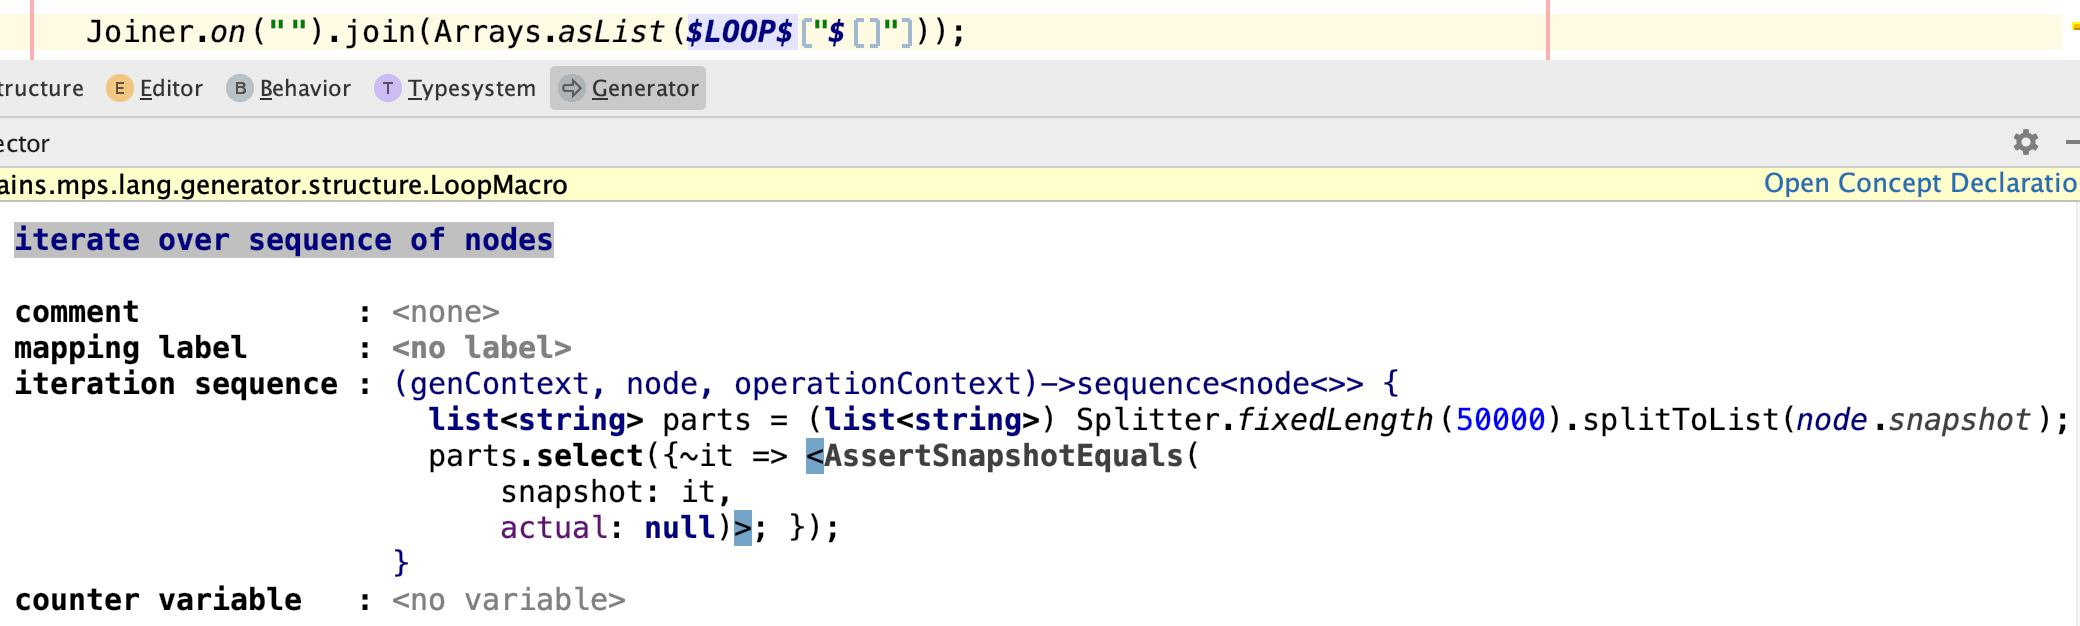 Joiner.on("").join(Arrays.asList($LOOP$["$[]"]));
tructure E Editor B Behavior T Typesystem Generator
ector
ains.mps.lang.generator.structure.LoopMacro Open Concept Declaratio
iterate over sequence of nodes
comment : <none>
mapping label : <no label>
iteration sequence : (genContext, node, operationContext)->sequence<node<>> {
list<string> parts = (list<string>) Splitter.fixedLength(50000).splitToList(node.snapshot);
parts.select({~it => <AssertSnapshotEquals(
snapshot: it,
actual: null)>; });
}
counter variable : <no variable>